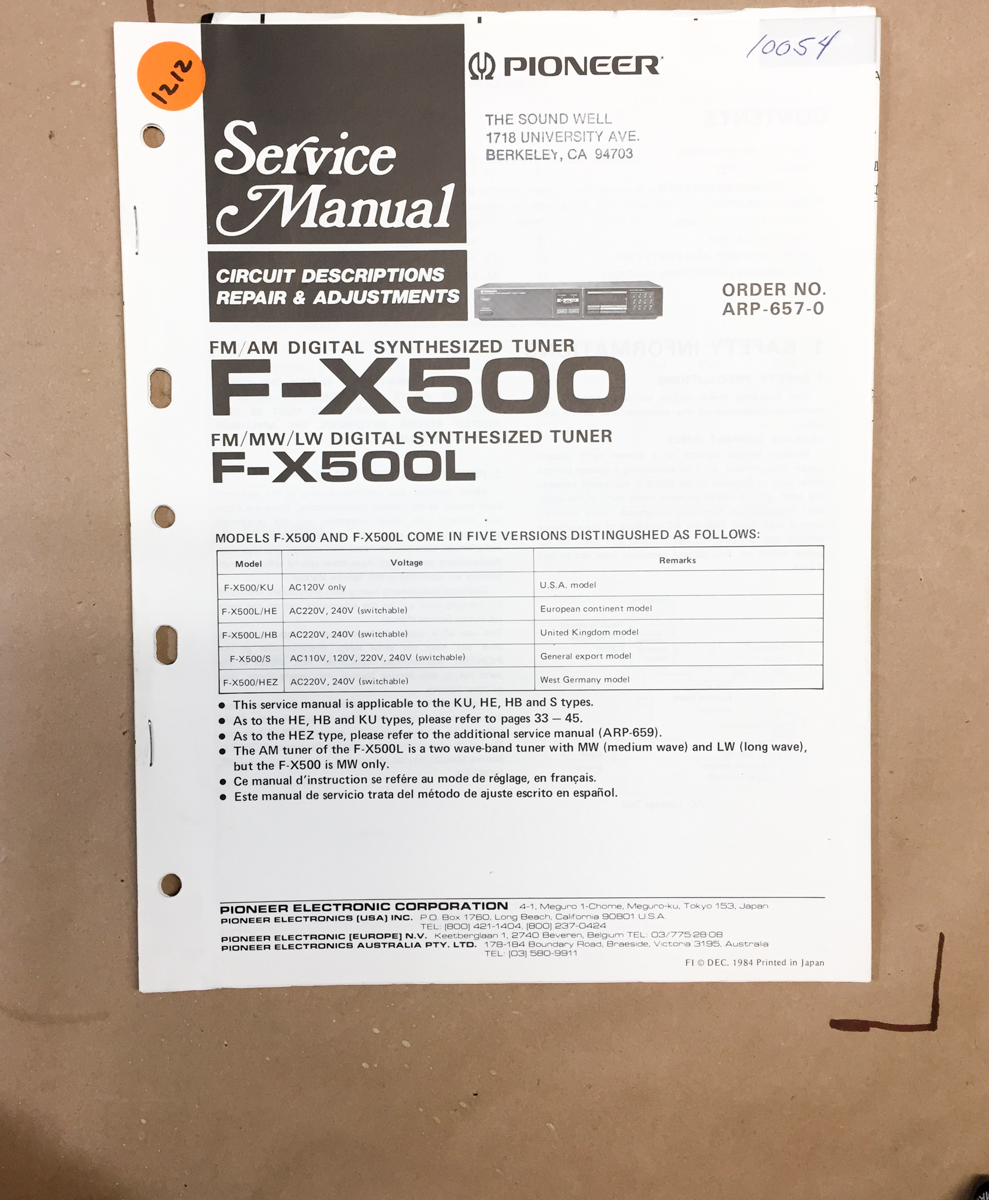 1212
10054
PIONEER
Service
Manual
THE SOUND WELL
1718 UNIVERSITY AVE.
BERKELEY, CA 94703
CIRCUIT DESCRIPTIONS
REPAIR & ADJUSTMENTS
ORDER NO.
ARP-657-0
FM/AM DIGITAL SYNTHESIZED TUNER
F-X500
FM/MW/LW DIGITAL SYNTHESIZED TUNER
F-X500L
MODELS F-X500 AND F-X500L COME IN FIVE VERSIONS DISTINGUSHED AS FOLLOWS:
Model Voltage Remarks
F-X500/KU AC120V only U.S.A. model
F-X500L/HE AC220V, 240V (switchable) European continent model
F-X500L/HB AC220V, 240V (switchable) United Kingdom model
F-X500/S AC110V, 120V, 220V, 240V (switchable) General export model
F-X500/HEZ AC220V, 240V (switchable) West Germany model
● This service manual is applicable to the KU, HE, HB and S types.
● As to the HE, HB and KU types, please refer to pages 33 – 45.
● As to the HEZ type, please refer to the additional service manual (ARP-659).
● The AM tuner of the F-X500L is a two wave-band tuner with MW (medium wave) and LW (long wave),
but the F-X500 is MW only.
● Ce manual d'instruction se refére au mode de réglage, en français.
● Este manual de servicio trata del método de ajuste escrito en español.
PIONEER ELECTRONIC CORPORATION 4-1, Meguro 1-Chome, Meguro-ku, Tokyo 153, Japan
PIONEER ELECTRONICS (USA) INC. P.O. Box 1760, Long Beach, California 90801 U.S.A.
TEL: (800) 421-1404, (800) 237-0424
PIONEER ELECTRONIC (EUROPE) N.V. Keetberglaan 1, 2740 Beveren, Belgium TEL: 03/775·28·08
PIONEER ELECTRONICS AUSTRALIA PTY. LTD. 178-184 Boundary Road, Braeside, Victoria 3195, Australia
TEL: (03) 580-9911
FI © DEC. 1984 Printed in Japan